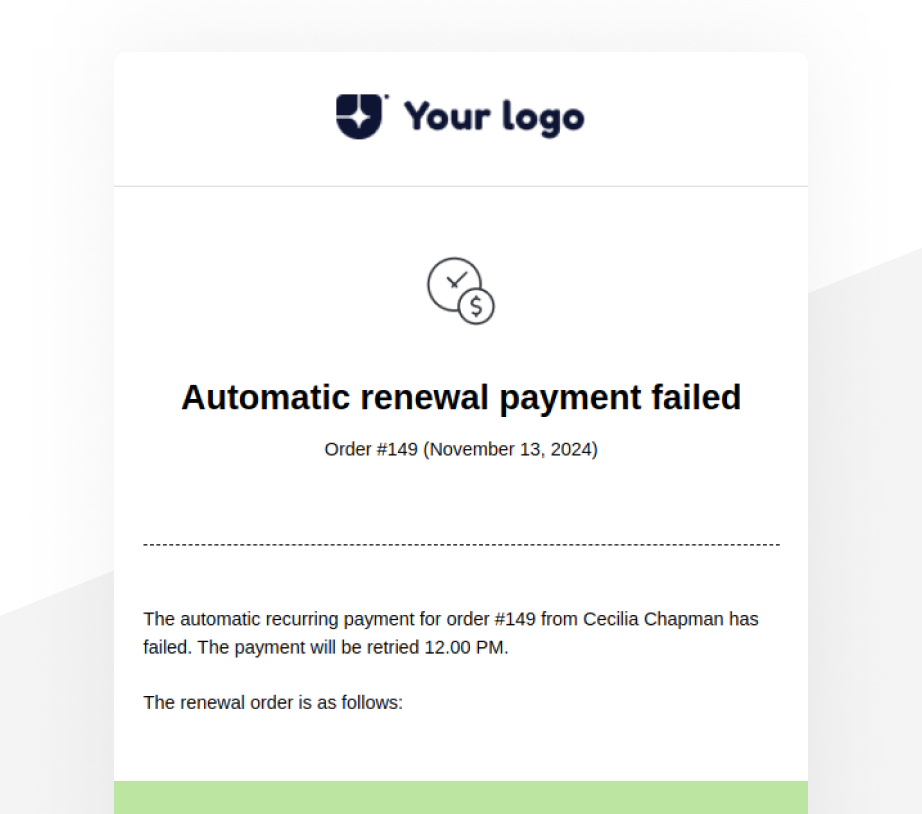 Your logo
$
Automatic renewal payment failed
Order #149 (November 13, 2024)
The automatic recurring payment for order #149 from Cecilia Chapman has
failed. The payment will be retried 12.00 PM.
The renewal order is as follows: